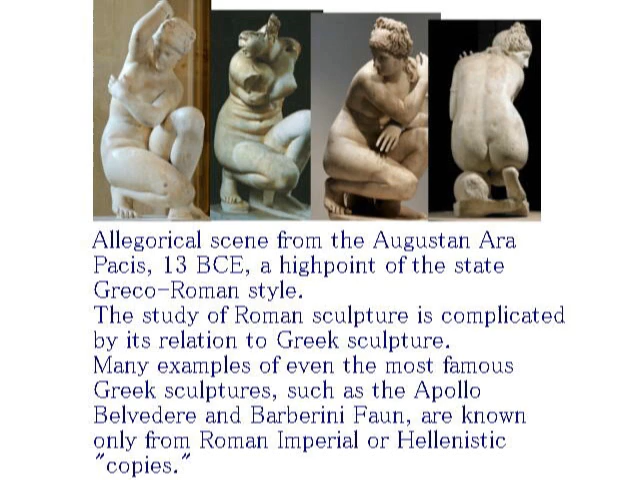 Allegorical scene from the Augustan Ara
Pacis, 13 BCE, a highpoint of the state
Greco-Roman style.
The study of Roman sculpture is complicated
by its relation to Greek sculpture.
Many examples of even the most famous
Greek sculptures, such as the Apollo
Belvedere and Barberini Faun, are known
only from Roman Imperial or Hellenistic
"copies."